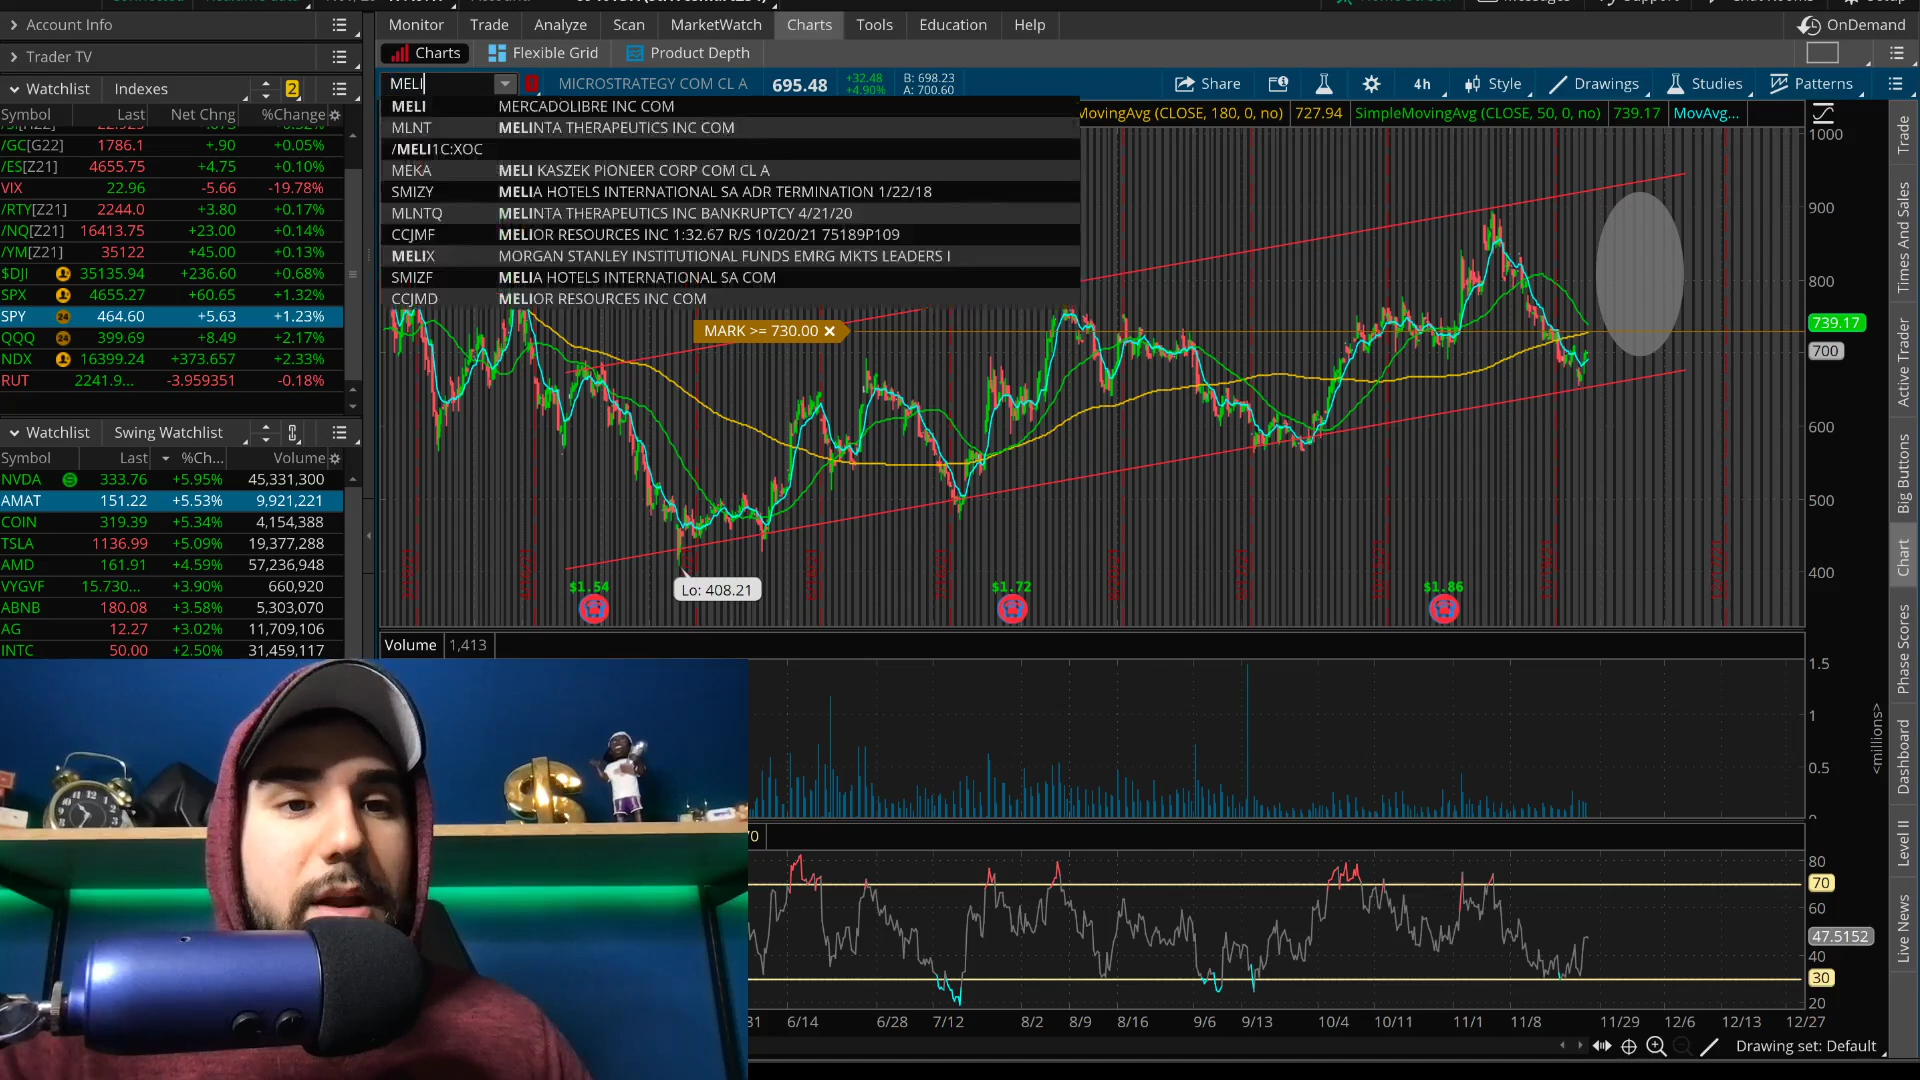 Monitor Trade Analyze Scan MarketWatch Charts Tools Education Help
OnDemand
Account Info
Trader TV
Charts Flexible Grid Product Depth
Watchlist Indexes 2
Symbol Last Net Chng %Change
/GC[G22] 1786.1 +.90 +0.05%
/ES[Z21] 4655.75 +4.75 +0.10%
VIX 22.96 -5.66 -19.78%
/RTY[Z21] 2244.0 +3.80 +0.17%
/NQ[Z21] 16413.75 +23.00 +0.14%
/YM[Z21] 35122 +45.00 +0.13%
$DJI 35135.94 +236.60 +0.68%
SPX 4655.27 +60.65 +1.32%
SPY 24 464.60 +5.63 +1.23%
QQQ 24 399.69 +8.49 +2.17%
NDX 16399.24 +373.657 +2.33%
RUT 2241.9... -3.959351 -0.18%
Watchlist Swing Watchlist
Symbol Last %Ch... Volume
NVDA 333.76 +5.95% 45,331,300
AMAT 151.22 +5.53% 9,921,221
COIN 319.39 +5.34% 4,154,388
TSLA 1136.99 +5.09% 19,377,288
AMD 161.91 +4.59% 57,236,948
VYGVF 15.730... +3.90% 660,920
ABNB 180.08 +3.58% 5,303,070
AG 12.27 +3.02% 11,709,106
INTC 50.00 +2.50% 31,459,117
MELI MICROSTRATEGY COM CL A 695.48 +32.48 +4.90% B: 698.23 A: 700.60
Share 4h Style Drawings Studies Patterns
MELI MERCADOLIBRE INC COM
MLNT MELINTA THERAPEUTICS INC COM
/MELI1C:XOC
MEKA MELI KASZEK PIONEER CORP COM CL A
SMIZY MELIA HOTELS INTERNATIONAL SA ADR TERMINATION 1/22/18
MLNTQ MELINTA THERAPEUTICS INC BANKRUPTCY 4/21/20
CCJMF MELIOR RESOURCES INC 1:32.67 R/S 10/20/21 75189P109
MELIX MORGAN STANLEY INSTITUTIONAL FUNDS EMRG MKTS LEADERS I
SMIZF MELIA HOTELS INTERNATIONAL SA COM
CCJMD MELIOR RESOURCES INC COM
MovingAvg (CLOSE, 180, 0, no) 727.94 SimpleMovingAvg (CLOSE, 50, 0, no) 739.17 MovAvg...
MARK >= 730.00
Lo: 408.21
$1.54 $1.72 $1.86
1000
900
800
739.17
700
600
500
400
Volume 1,413
1.5
1
0.5
<millions>
80
70
60
47.5152
40
30
20
6/14 6/28 7/12 8/2 8/9 8/16 9/6 9/13 10/4 10/11 11/1 11/8 11/29 12/6 12/13 12/27
Drawing set: Default
Trade
Times And Sales
Active Trader
Big Buttons
Chart
Phase Scores
Dashboard
Level II
Live News